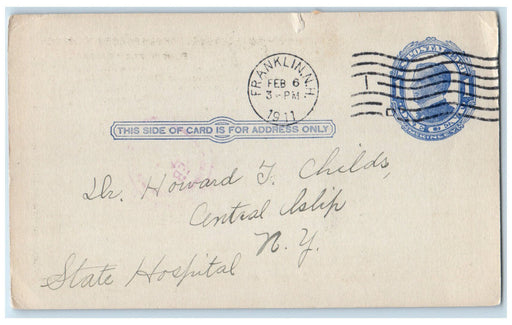 FRANKLIN, N.H.
FEB 6
3-PM
1911
1
THIS SIDE OF CARD IS FOR ADDRESS ONLY
Dr. Howard T. Childs,
Central Islip
N. Y.
State Hospital